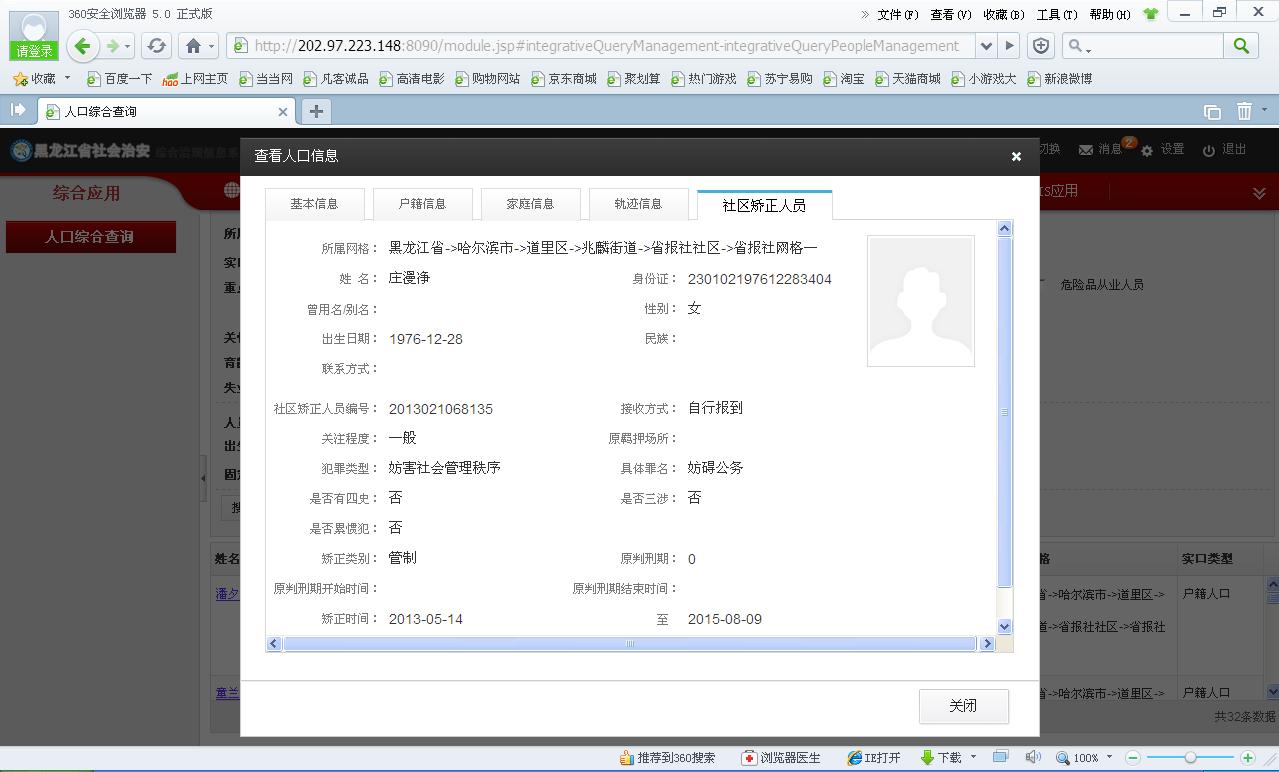 360安全浏览器 5.0 正式版
» 文件(F) 查看(V) 收藏(B) 工具(T) 帮助(H)
请登录
http://202.97.223.148:8090/module.jsp#integrativeQueryManagement-integrativeQueryPeopleManagement
收藏 百度一下 上网主页 当当网 凡客诚品 高清电影 购物网站 京东商城 聚划算 热门游戏 苏宁易购 淘宝 天猫商城 小游戏大 新浪微博
人口综合查询
黑龙江省社会治安
切换 消息 2 设置 退出
查看人口信息
综合应用
IS应用
人口综合查询
基本信息 户籍信息 家庭信息 轨迹信息 社区矫正人员
所属网格： 黑龙江省->哈尔滨市->道里区->兆麟街道->省报社社区->省报社网格一
姓 名： 庄漫净 身份证： 230102197612283404
危险品从业人员
曾用名/别名： 性别： 女
出生日期： 1976-12-28 民族：
联系方式：
社区矫正人员编号： 2013021068135 接收方式： 自行报到
关注程度： 一般 原羁押场所：
犯罪类型： 妨害社会管理秩序 具体罪名： 妨碍公务
是否有四史： 否 是否三涉： 否
是否累惯犯： 否
矫正类别： 管制 原判刑期： 0
原判刑期开始时间： 原判刑期结束时间：
矫正时间： 2013-05-14 至 2015-08-09
姓名 格 实口类型
潘夕 省->哈尔滨市->道里区-> 户籍人口
道->省报社社区->省报社
童兰 省->哈尔滨市->道里区-> 户籍人口
关闭
共32条数据
推荐到360搜索 浏览器医生 IE打开 下载 100%